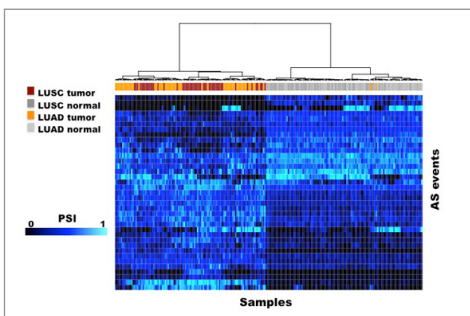 LUSC tumor
LUSC normal
LUAD tumor
LUAD normal
PSI
0 1
AS events
Samples